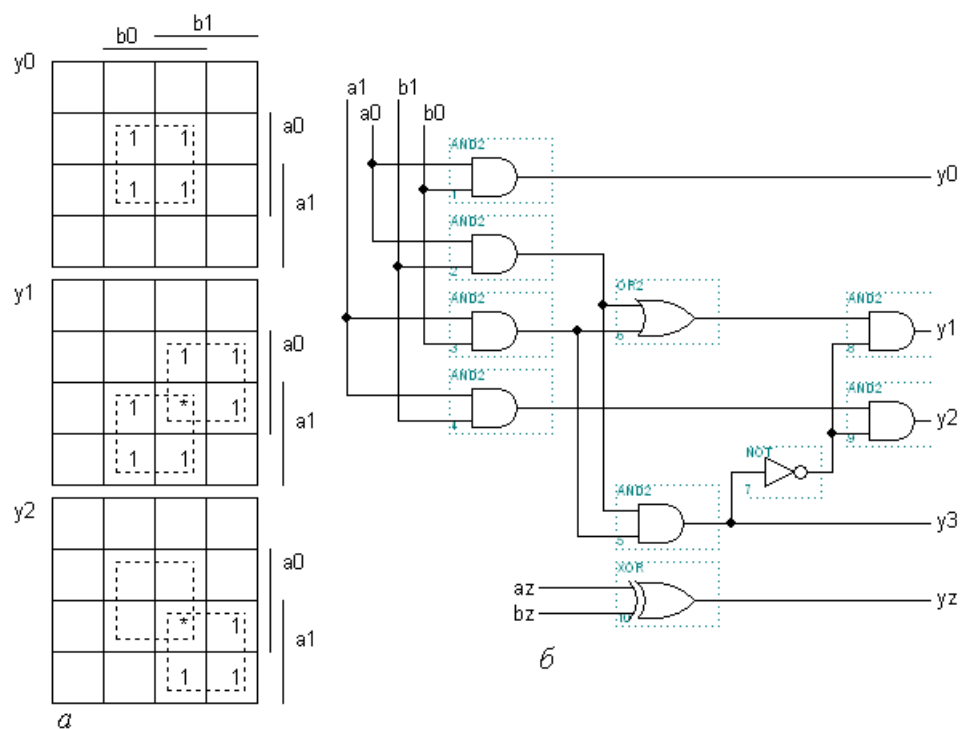 b1
b0
y0
1 1
a0
1 1
a1
y1
1 1
a0
1 * 1
a1
1 1
y2
a0
* 1
a1
1 1
а
a1 b1
a0 b0
AND2
1
y0
AND2
2
AND2
3
OR2
6
AND2
8
y1
AND2
4
AND2
9
y2
NOT
7
AND2
5
y3
XOR
az
bz
10
yz
б